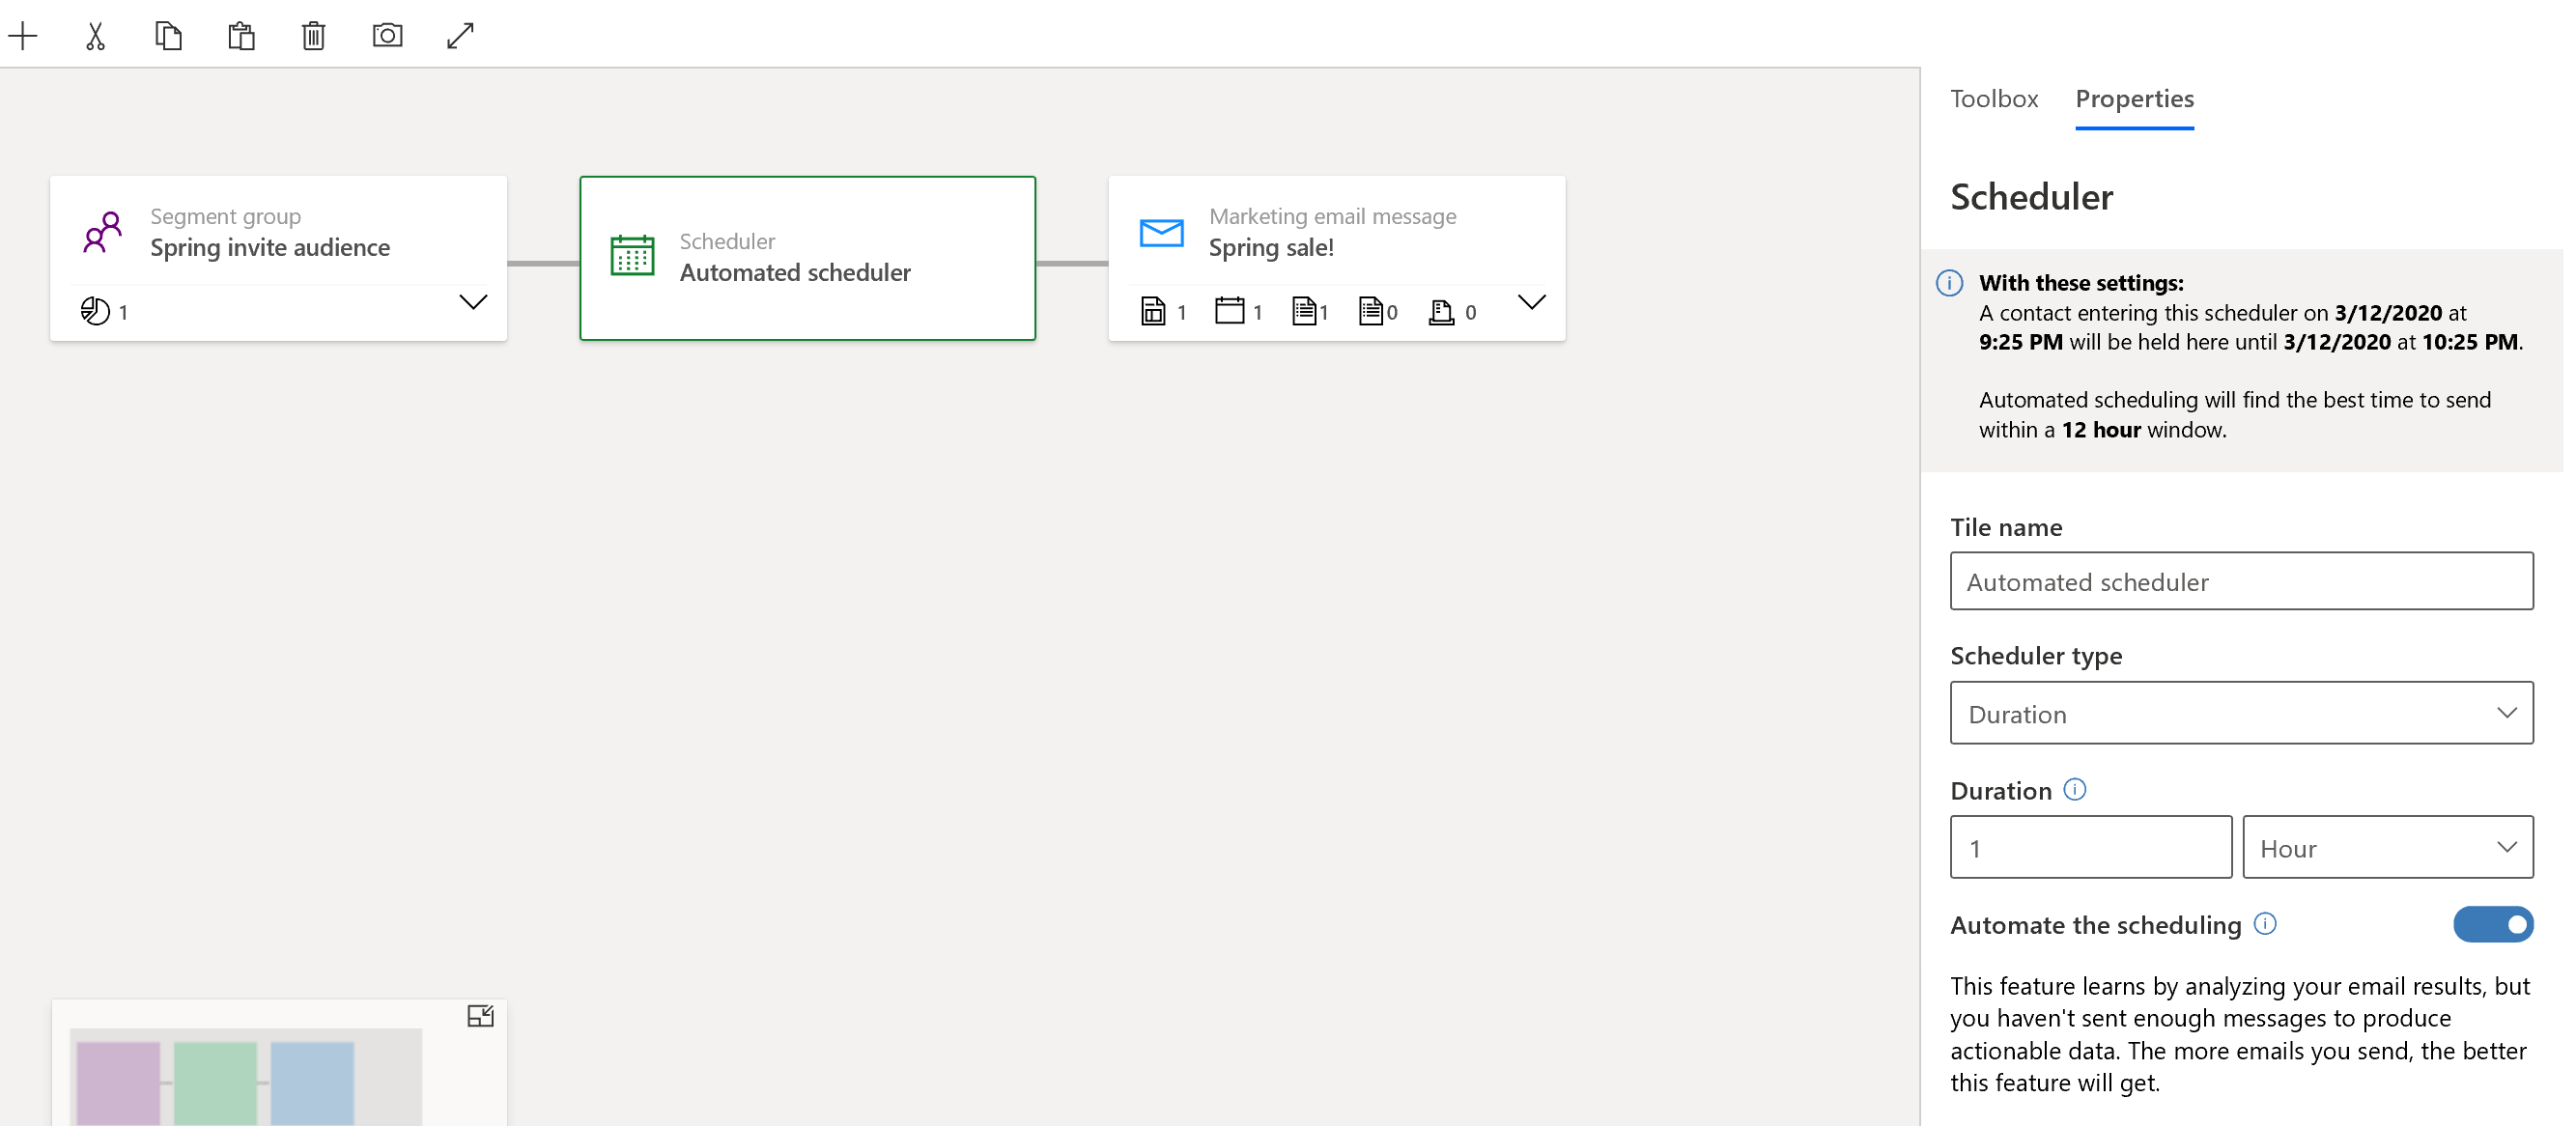 Segment group
Spring invite audience
1
Scheduler
Automated scheduler
Marketing email message
Spring sale!
1 1 1 0 0
Toolbox Properties
Scheduler
With these settings:
A contact entering this scheduler on 3/12/2020 at
9:25 PM will be held here until 3/12/2020 at 10:25 PM.
Automated scheduling will find the best time to send
within a 12 hour window.
Tile name
Automated scheduler
Scheduler type
Duration
Duration
1 Hour
Automate the scheduling
This feature learns by analyzing your email results, but
you haven't sent enough messages to produce
actionable data. The more emails you send, the better
this feature will get.